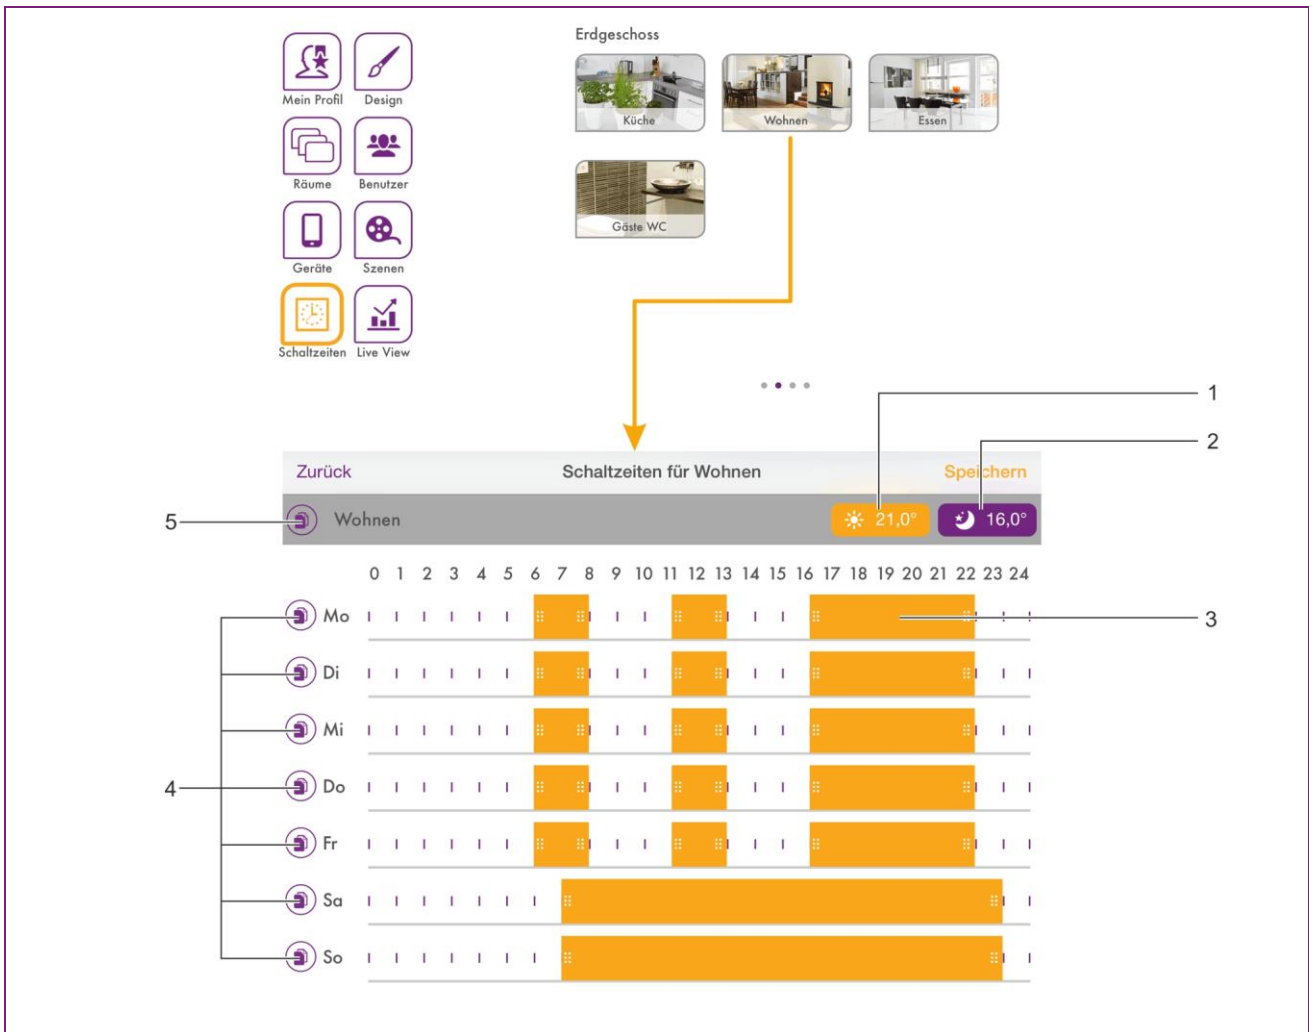 Erdgeschoss
Mein Profil Design
Küche Wohnen Essen
Räume Benutzer
Gäste WC
Geräte Szenen
Schaltzeiten Live View
1
2
Zurück Schaltzeiten für Wohnen Speichern
5 Wohnen 21,0° 16,0°
0 1 2 3 4 5 6 7 8 9 10 11 12 13 14 15 16 17 18 19 20 21 22 23 24
Mo 3
Di
Mi
4 Do
Fr
Sa
So